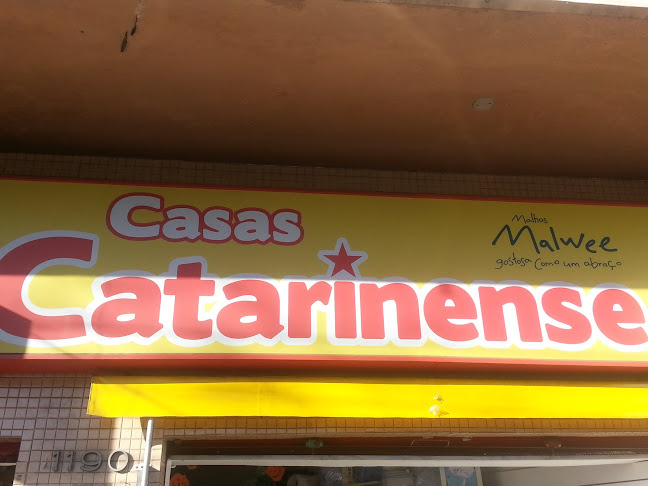 Casas
Catarinense
Malhas
Malwee
gostosa como um abraço
1190